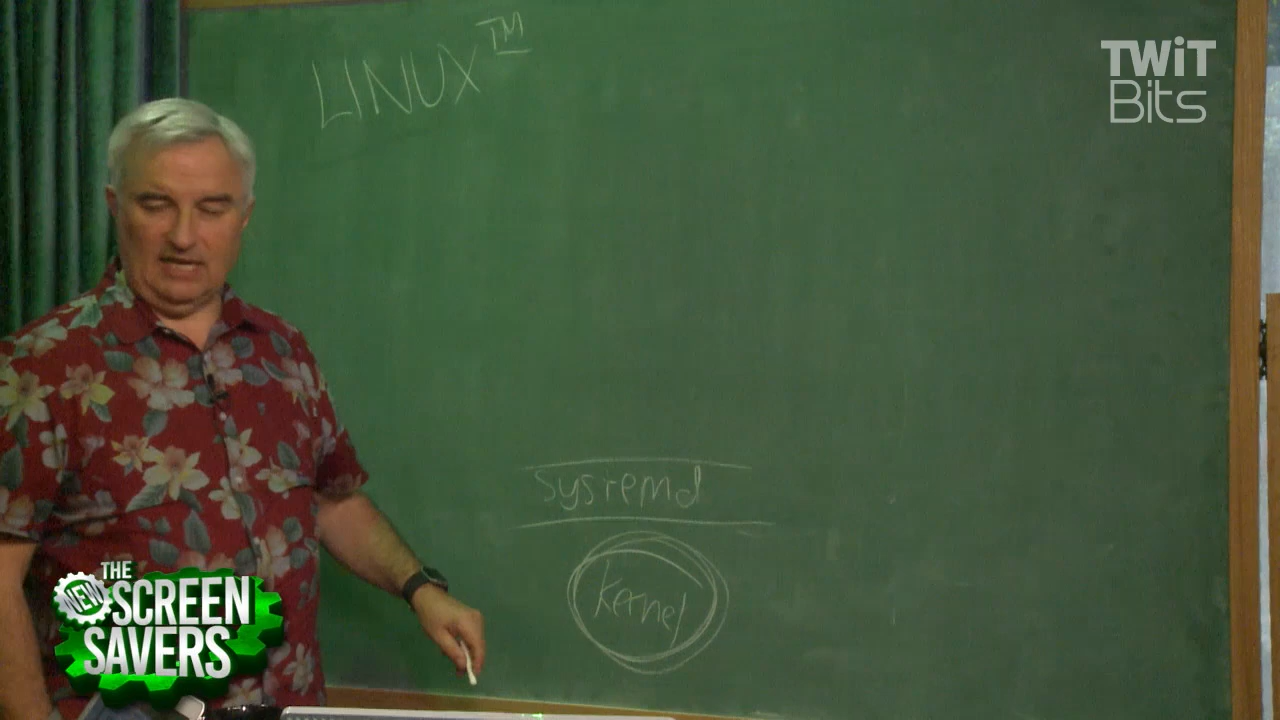 LINUX™
TWiT
Bits
systemd
kernel
THE
NEW
SCREEN
SAVERS